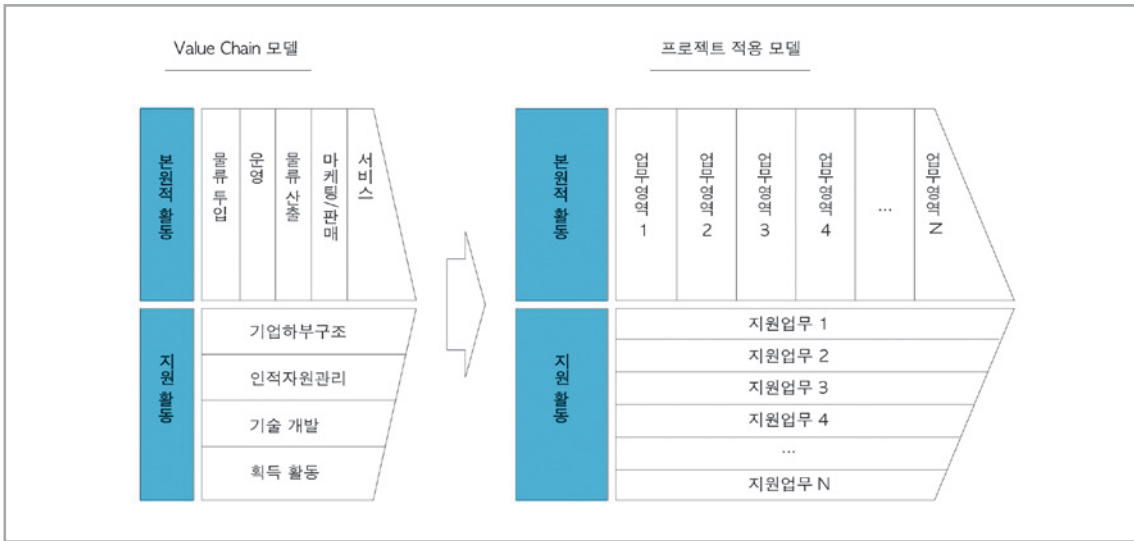 Value Chain 모델
본원적 활동
물류 투입
운영
물류 산출
마케팅/판매
서비스
지원 활동
기업하부구조
인적자원관리
기술 개발
획득 활동
프로젝트 적용 모델
본원적 활동
업무영역 1
업무영역 2
업무영역 3
업무영역 4
...
업무영역 N
지원 활동
지원업무 1
지원업무 2
지원업무 3
지원업무 4
...
지원업무 N